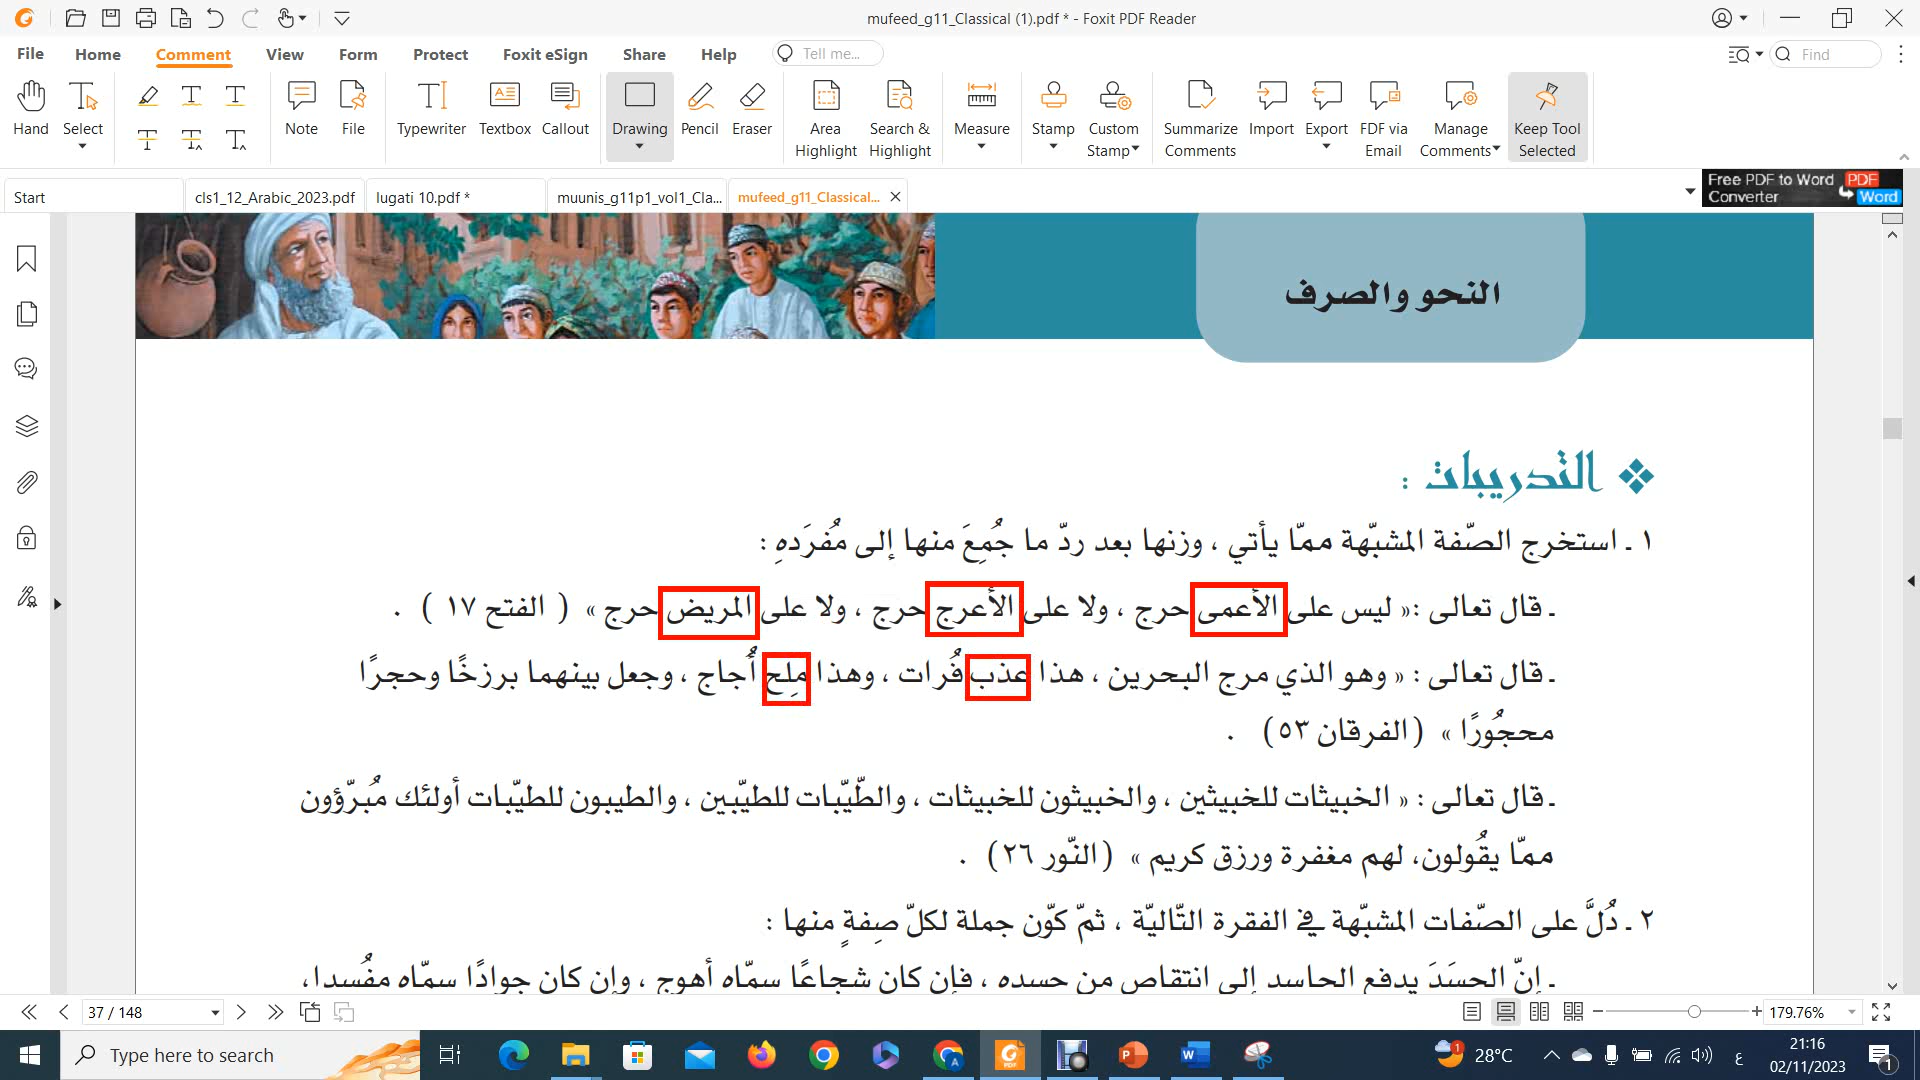 mufeed_g11_Classical (1).pdf * - Foxit PDF Reader
File Home Comment View Form Protect Foxit eSign Share Help Tell me... Find
Hand Select Note File Typewriter Textbox Callout Drawing Pencil Eraser Area Highlight Search & Highlight Measure Stamp Custom Stamp Summarize Comments Import Export FDF via Email Manage Comments Keep Tool Selected
Start cls1_12_Arabic_2023.pdf lugati 10.pdf * muunis_g11p1_vol1_Cla... mufeed_g11_Classical...
Free PDF to Word Converter PDF Word
النحو والصرف
التدريبات :
١ ـ استخرج الصّفة المشبّهة ممّا يأتي ، وزنها بعد ردّ ما جُمِعَ منها إلى مُفرَدهِ :
ـ قال تعالى :« ليس على الأعمى حرج ، ولا على الأعرج حرج ، ولا على المريض حرج » ( الفتح ١٧ ) .
ـ قال تعالى : « وهو الذي مرج البحرين ، هذا عذب فُرات ، وهذا مِلح أُجاج ، وجعل بينهما برزخًا وحجرًا
محجُورًا » (الفرقان ٥٣) .
ـ قال تعالى : « الخبيثات للخبيثين ، والخبيثون للخبيثات ، والطّيّبات للطيّبين ، والطيبون للطيّبات أولئك مُبرّؤون
ممّا يقُولون، لهم مغفرة ورزق كريم » (النّور ٢٦) .
٢ ـ دُلَّ على الصّفات المشبّهة في الفقرة التّاليّة ، ثمّ كوّن جملة لكلّ صِفةٍ منها :
ـ إنّ الحسَدَ يدفع الحاسد إلى انتقاص من حسده ، فإن كان شجاعًا سمّاه أهوج ، وإن كان جوادًا سمّاه مفُسدا،
37 / 148 179.76%
Type here to search 28°C ع 21:16
02/11/2023 1